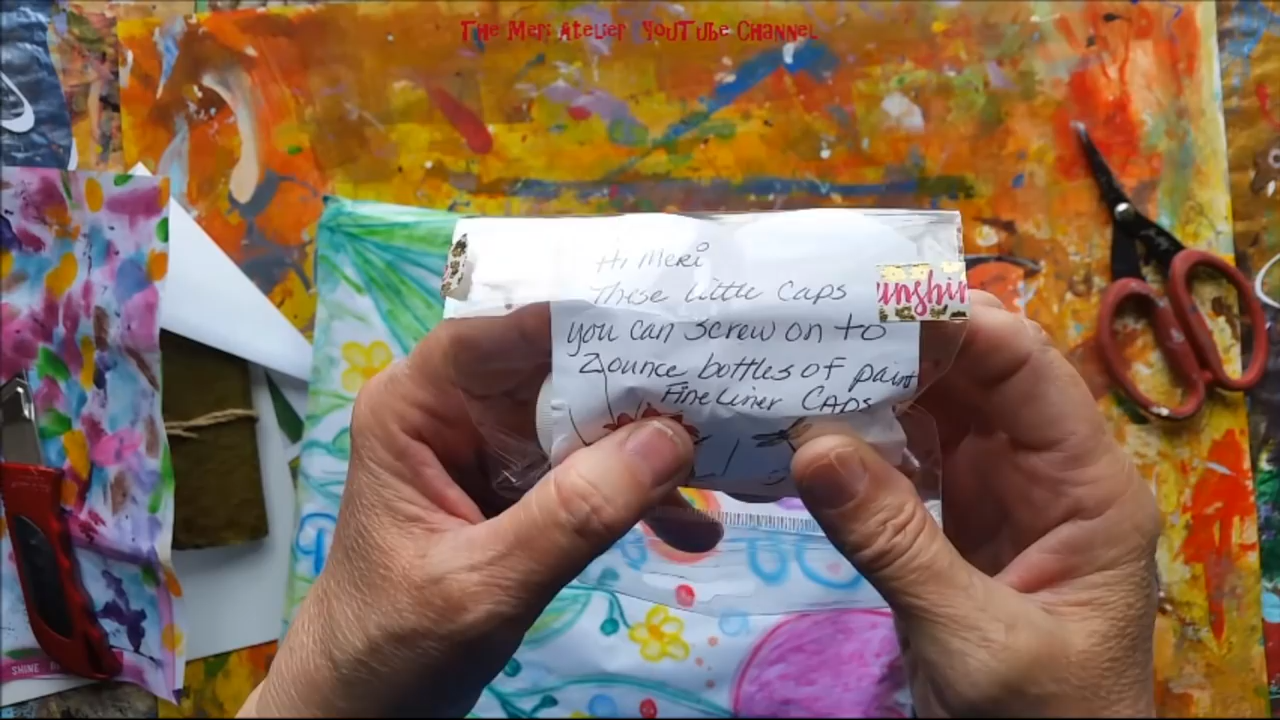 The Meri Atelier YouTube Channel
Hi Meri
These little caps
you can screw on to
2 ounce bottles of paint
Fine Liner CAPS
unshin
SHINE